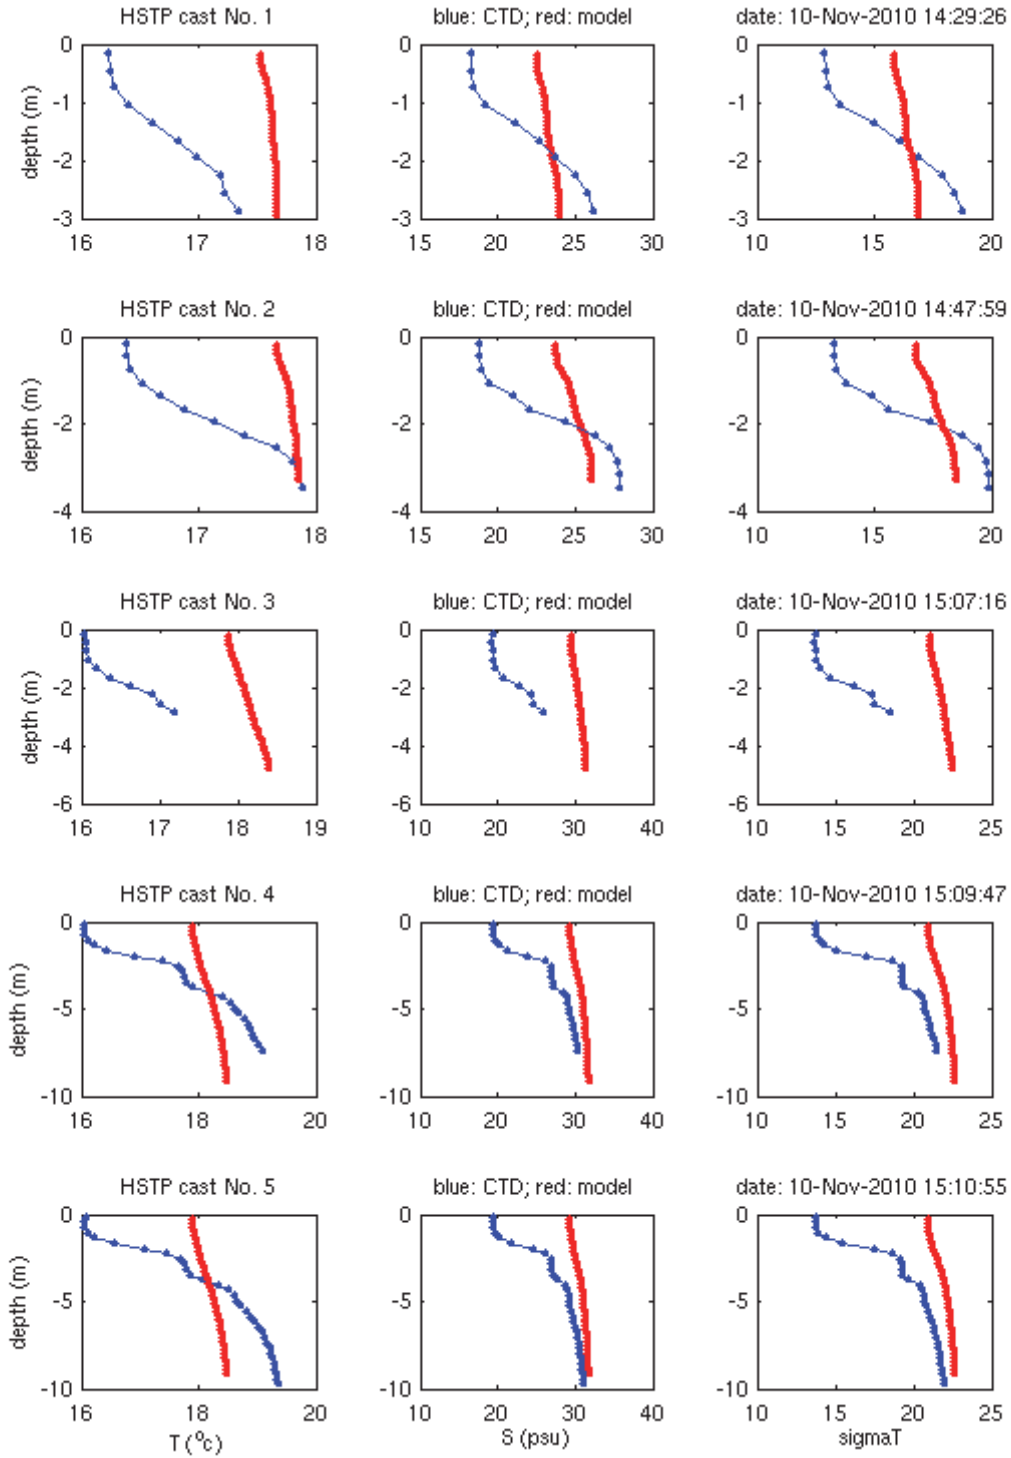 HSTP cast No. 1 blue: CTD; red: model date: 10-Nov-2010 14:29:26
0 0 0
-1 -1 -1
depth (m)
-2 -2 -2
-3 -3 -3
16 17 18 15 20 25 30 10 15 20
HSTP cast No. 2 blue: CTD; red: model date: 10-Nov-2010 14:47:59
0 0 0
depth (m)
-2 -2 -2
-4 -4 -4
16 17 18 15 20 25 30 10 15 20
HSTP cast No. 3 blue: CTD; red: model date: 10-Nov-2010 15:07:16
0 0 0
-2 -2 -2
depth (m)
-4 -4 -4
-6 -6 -6
16 17 18 19 10 20 30 40 10 15 20 25
HSTP cast No. 4 blue: CTD; red: model date: 10-Nov-2010 15:09:47
0 0 0
depth (m)
-5 -5 -5
-10 -10 -10
16 18 20 10 20 30 40 10 15 20 25
HSTP cast No. 5 blue: CTD; red: model date: 10-Nov-2010 15:10:55
0 0 0
depth (m)
-5 -5 -5
-10 -10 -10
16 18 20 10 20 30 40 10 15 20 25
T (°c) S (psu) sigmaT